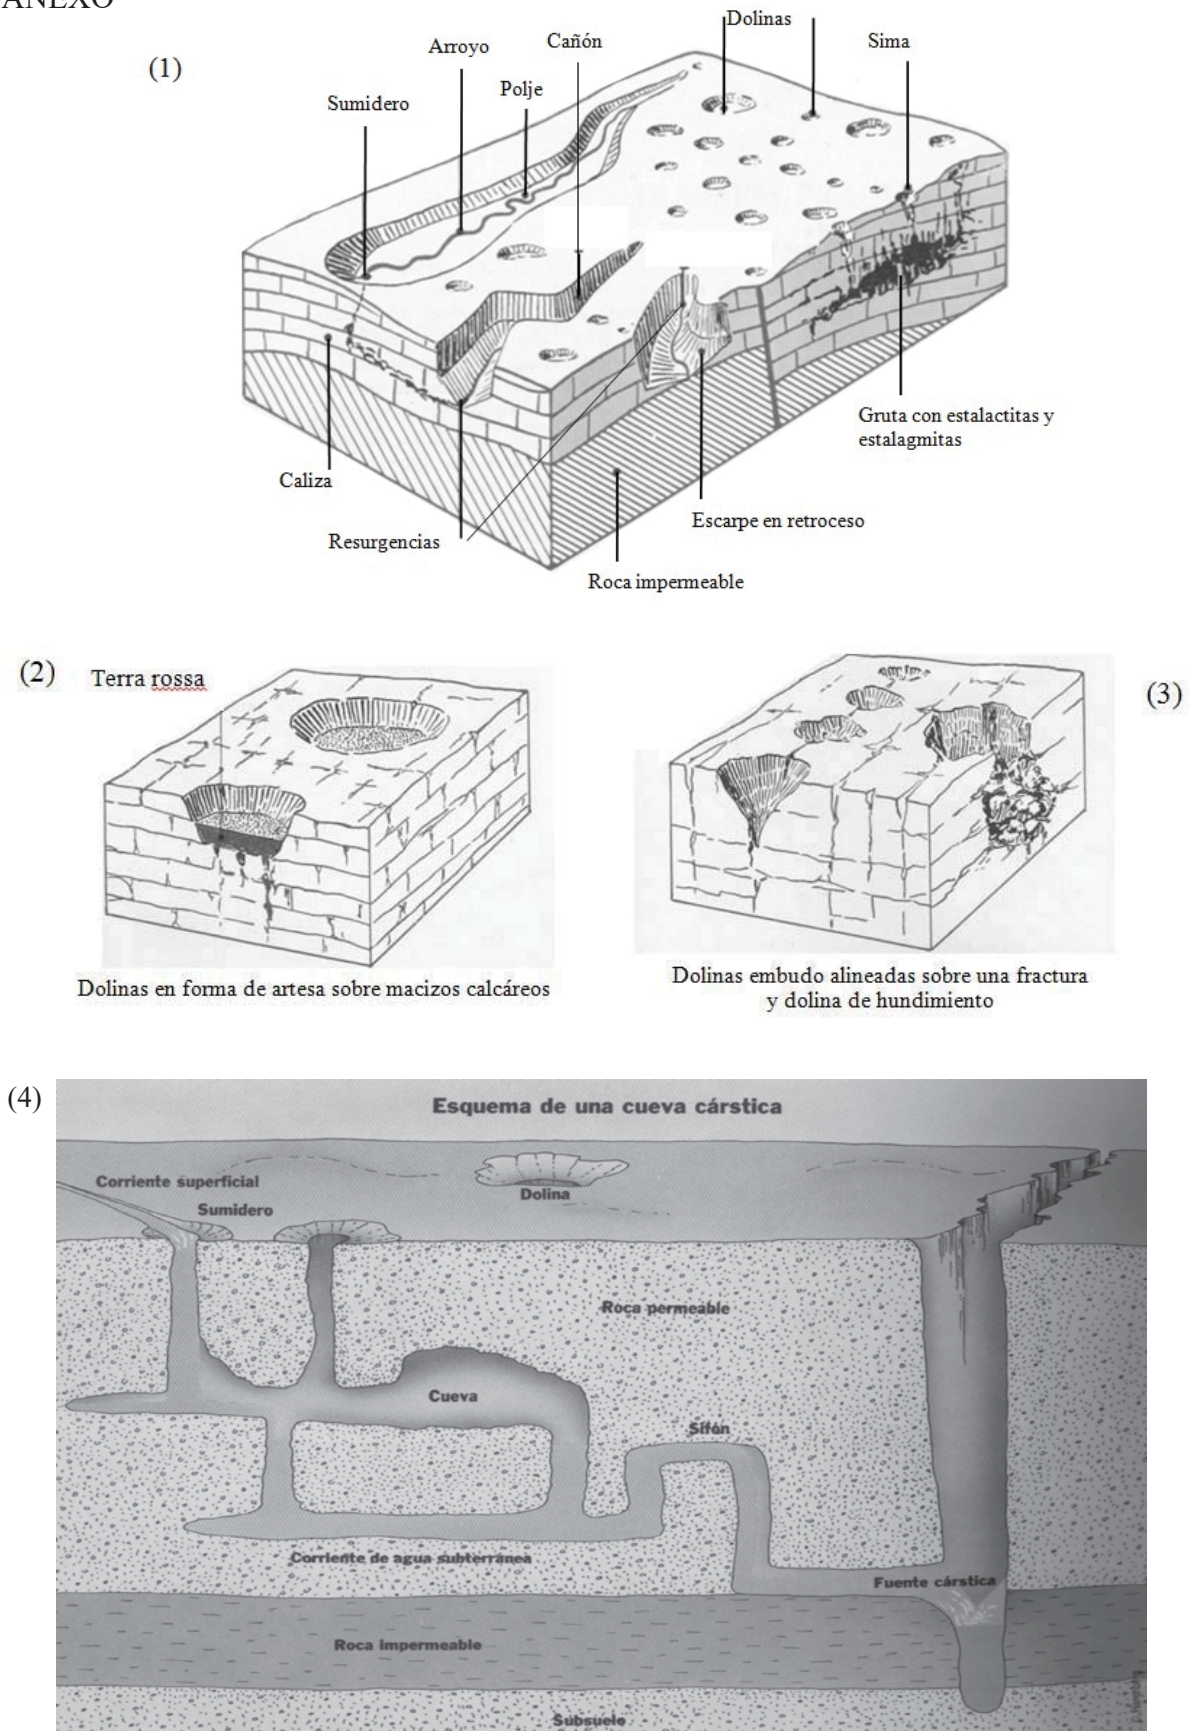 ANEXO
(1)
Dolinas
Arroyo
Cañón
Sima
Polje
Sumidero
Gruta con estalactitas y
estalagmitas
Caliza
Escarpe en retroceso
Resurgencias
Roca impermeable
(2)
Terra rossa
(3)
Dolinas en forma de artesa sobre macizos calcáreos
Dolinas embudo alineadas sobre una fractura
y dolina de hundimiento
(4)
Esquema de una cueva cárstica
Corriente superficial
Dolina
Sumidero
Roca permeable
Cueva
Sifón
Corriente de agua subterránea
Fuente cárstica
Roca impermeable
Subsuelo